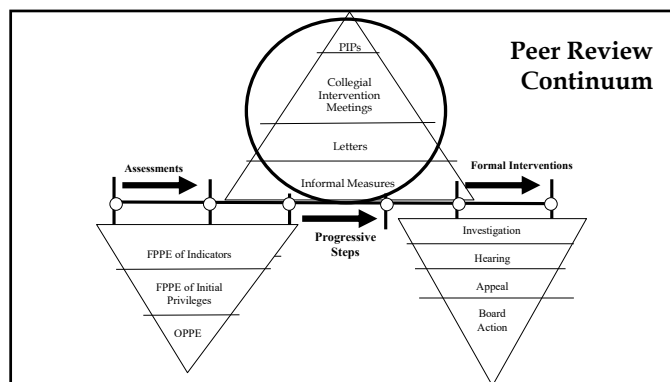 Peer Review
Continuum
PIPs
Collegial
Intervention
Meetings
Letters
Informal Measures
Assessments
Formal Interventions
Progressive
Steps
FPPE of Indicators
FPPE of Initial
Privileges
OPPE
Investigation
Hearing
Appeal
Board
Action